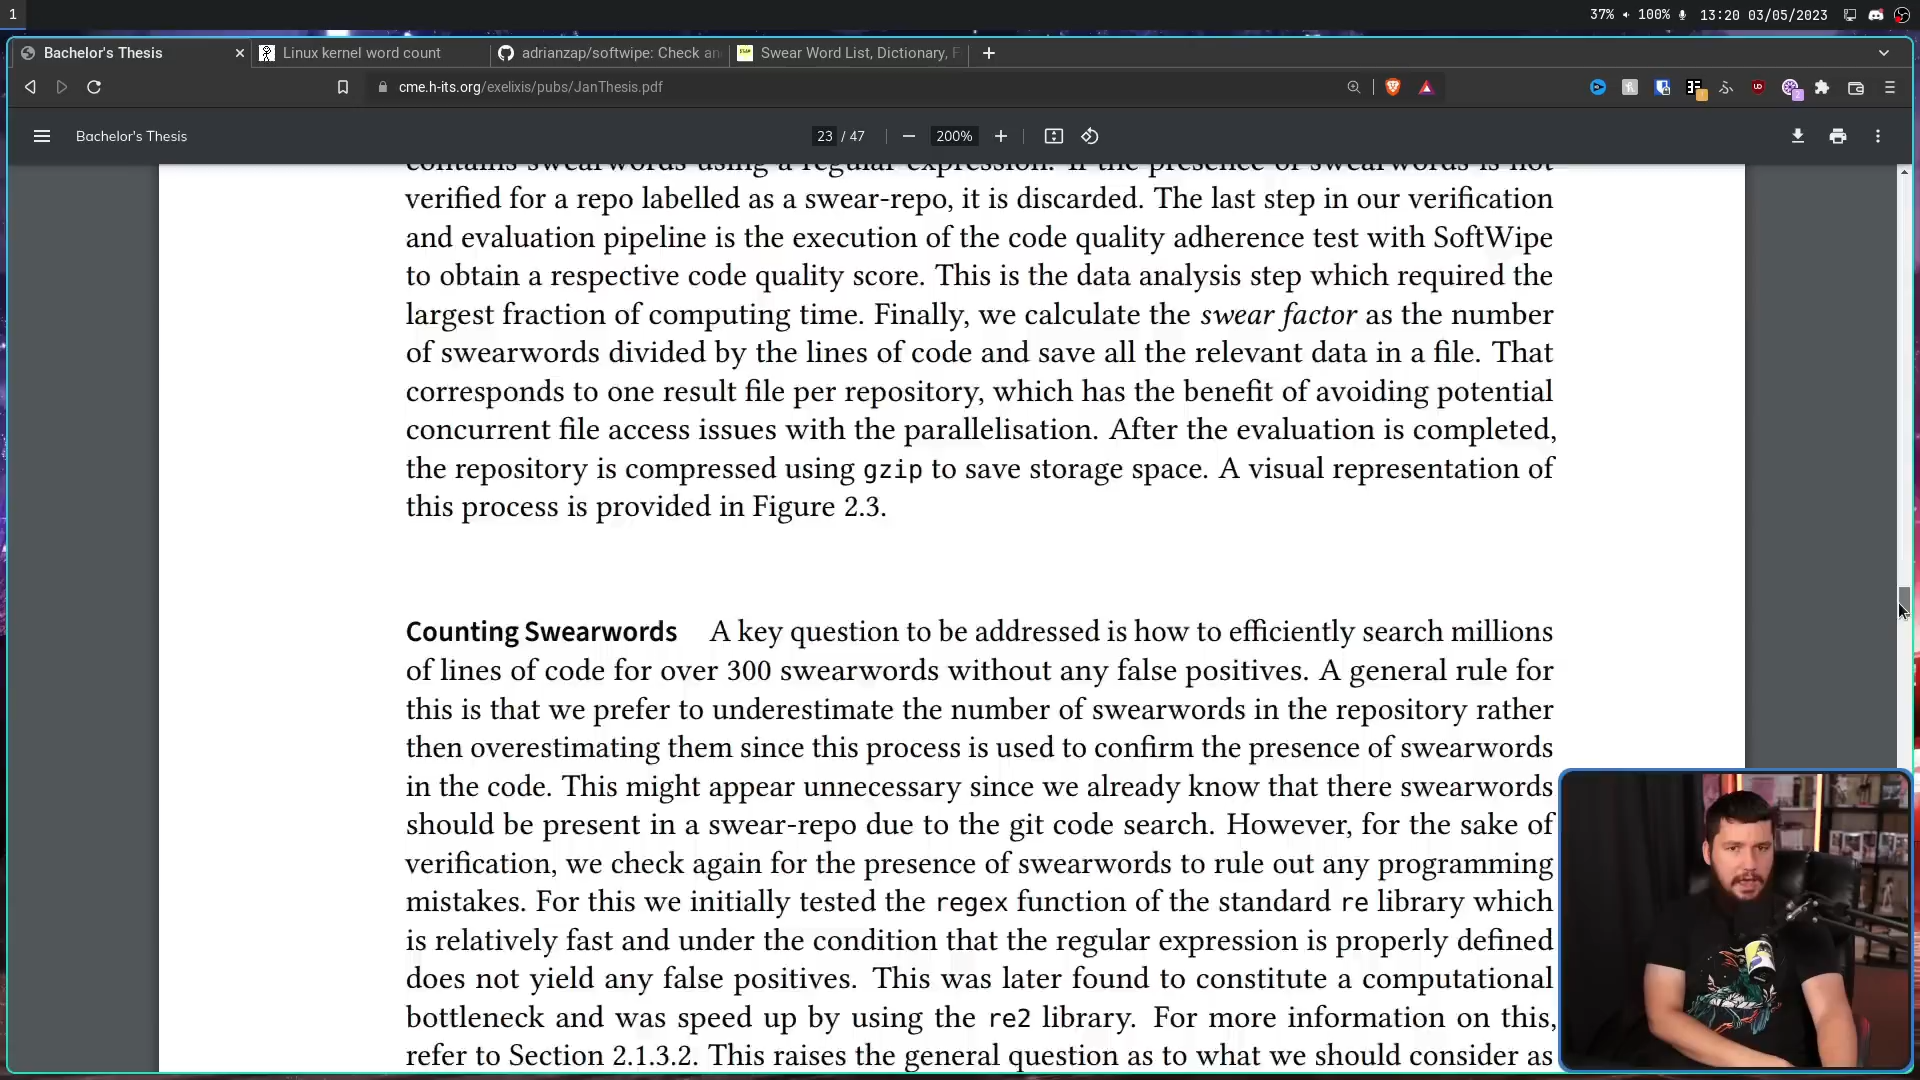 1
37%
100%
13:20 03/05/2023
Bachelor's Thesis
Linux kernel word count
adrianzap/softwipe: Check an
Swear Word List, Dictionary, F
cme.h-its.org/exelixis/pubs/JanThesis.pdf
Bachelor's Thesis
23 / 47
200%
contains swearwords using a regular expression. If the presence of swearwords is not
verified for a repo labelled as a swear-repo, it is discarded. The last step in our verification
and evaluation pipeline is the execution of the code quality adherence test with SoftWipe
to obtain a respective code quality score. This is the data analysis step which required the
largest fraction of computing time. Finally, we calculate the swear factor as the number
of swearwords divided by the lines of code and save all the relevant data in a file. That
corresponds to one result file per repository, which has the benefit of avoiding potential
concurrent file access issues with the parallelisation. After the evaluation is completed,
the repository is compressed using gzip to save storage space. A visual representation of
this process is provided in Figure 2.3.
Counting Swearwords A key question to be addressed is how to efficiently search millions
of lines of code for over 300 swearwords without any false positives. A general rule for
this is that we prefer to underestimate the number of swearwords in the repository rather
then overestimating them since this process is used to confirm the presence of swearwords
in the code. This might appear unnecessary since we already know that there swearwords
should be present in a swear-repo due to the git code search. However, for the sake of
verification, we check again for the presence of swearwords to rule out any programming
mistakes. For this we initially tested the regex function of the standard re library which
is relatively fast and under the condition that the regular expression is properly defined
does not yield any false positives. This was later found to constitute a computational
bottleneck and was speed up by using the re2 library. For more information on this,
refer to Section 2.1.3.2. This raises the general question as to what we should consider as